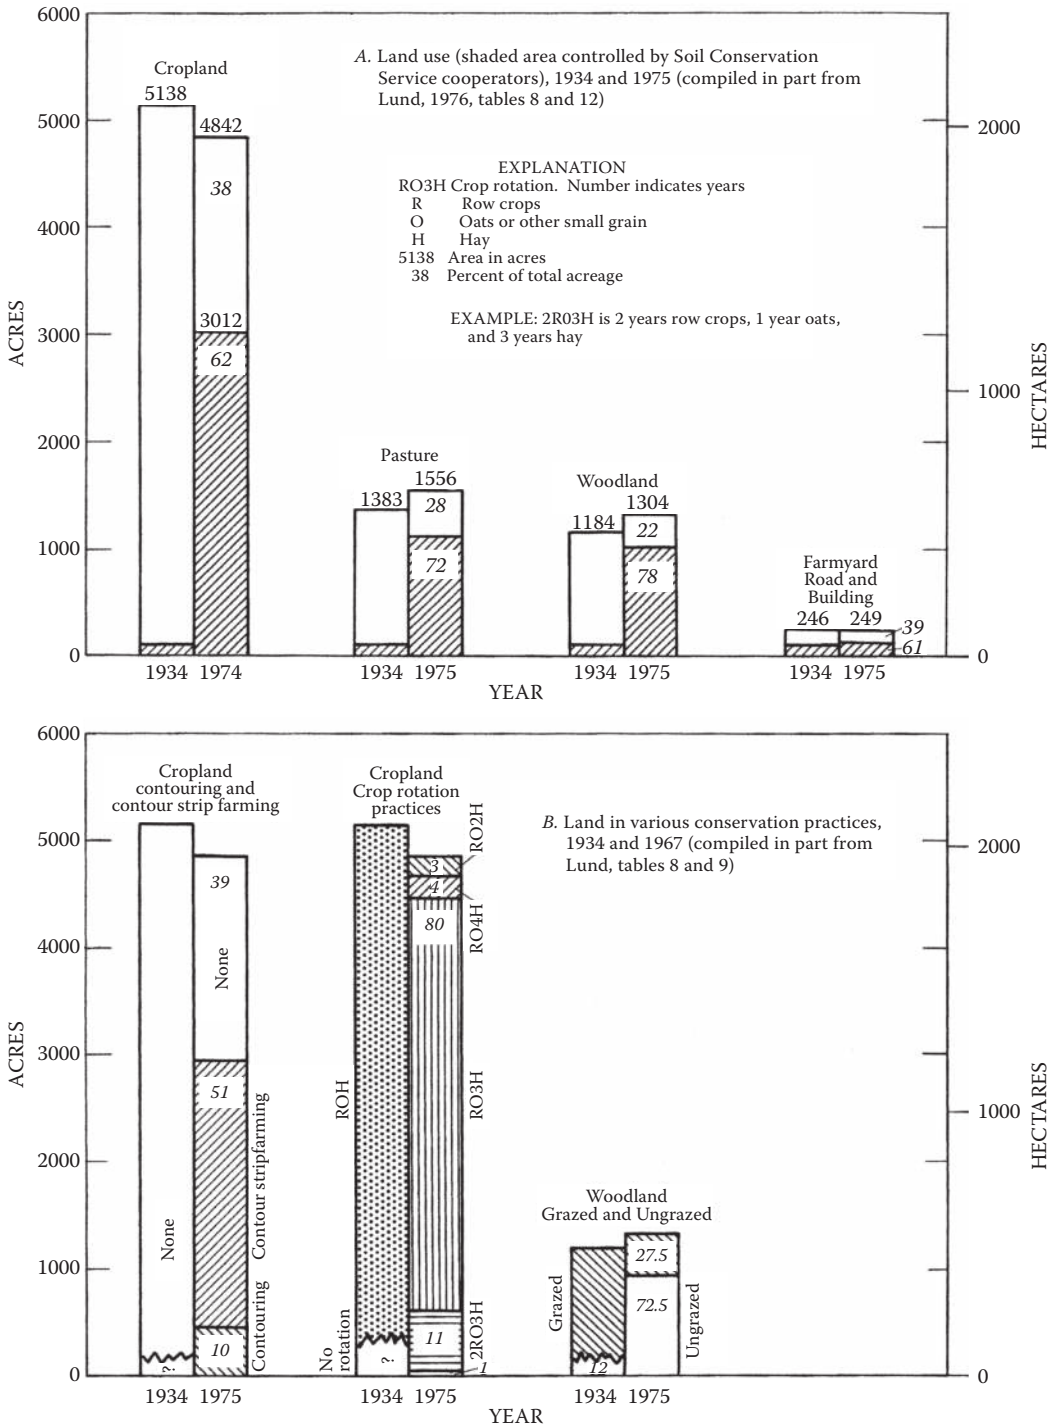 6000
5000
4000
3000
2000
1000
0
ACRES
2000
1000
0
HECTARES
A. Land use (shaded area controlled by Soil Conservation
Service cooperators), 1934 and 1975 (compiled in part from
Lund, 1976, tables 8 and 12)
EXPLANATION
RO3H Crop rotation. Number indicates years
R Row crops
O Oats or other small grain
H Hay
5138 Area in acres
38 Percent of total acreage
EXAMPLE: 2R03H is 2 years row crops, 1 year oats,
and 3 years hay
Cropland
5138
4842
38
3012
62
Pasture
1383
1556
28
72
Woodland
1184
1304
22
78
Farmyard
Road and
Building
246 249
39
61
1934 1974
1934 1975
1934 1975
1934 1975
YEAR
6000
5000
4000
3000
2000
1000
0
ACRES
2000
1000
0
HECTARES
B. Land in various conservation practices,
1934 and 1967 (compiled in part from
Lund, tables 8 and 9)
Cropland
contouring and
contour strip farming
None
?
39
None
51
10
Contour stripfarming
Contouring
Cropland
Crop rotation
practices
ROH
No
rotation
?
3
4
80
11
1
RO2H
RO4H
RO3H
2RO3H
Woodland
Grazed and Ungrazed
Grazed
12
27.5
72.5
Ungrazed
1934 1975
1934 1975
1934 1975
YEAR